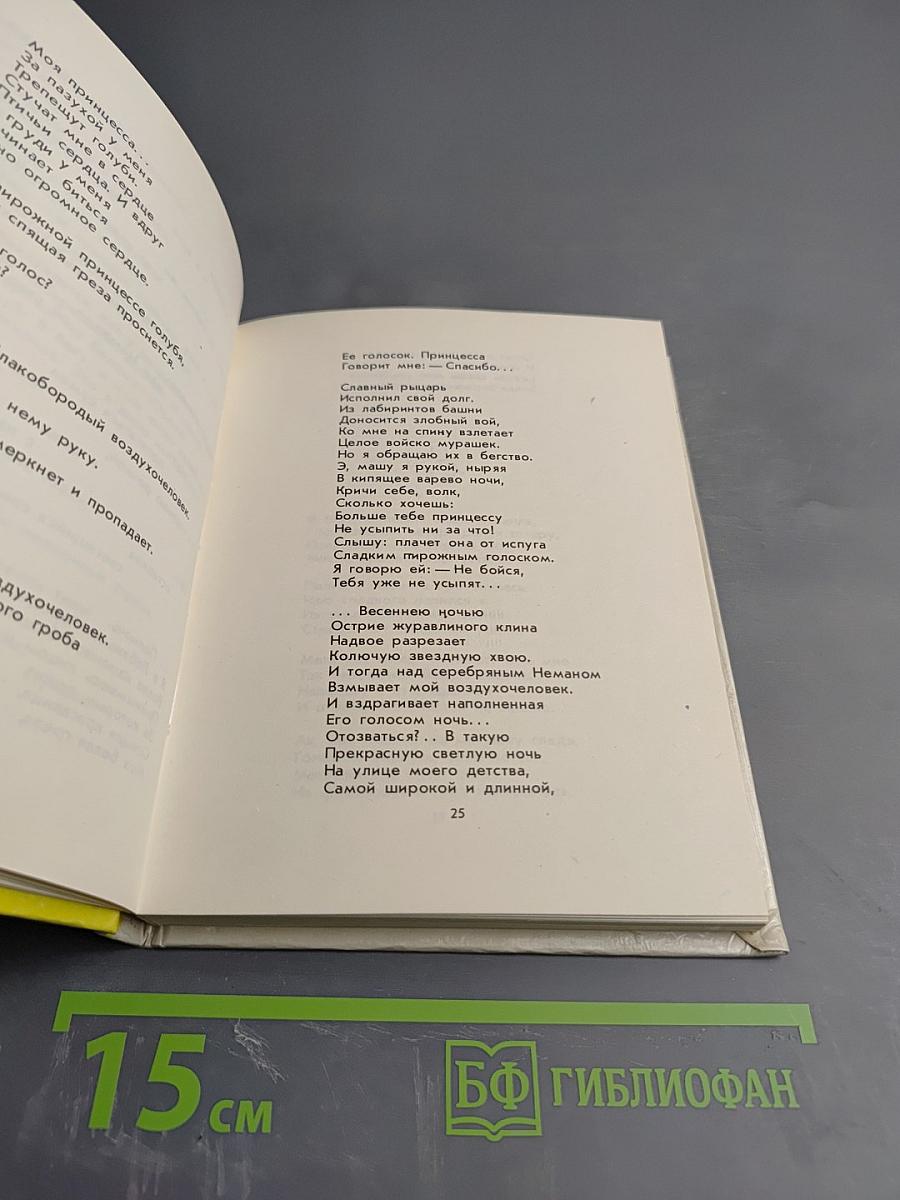 Моя принцесса...
За пазухой у меня
Трепещут голуби.
Стучат мне в сердце
Птичьи сердца. И вдруг
груди у меня
чинает биться
но огромное сердце.
пирожной принцессе голубя,
спящая греза проснется.
голос?
лакобородый воздухочеловек.
нему руку.
меркнет и пропадает.
здухочеловек.
ого гроба
Ее голосок. Принцесса
Говорит мне: — Спасибо...
Славный рыцарь
Исполнил свой долг.
Из лабиринтов башни
Доносится злобный вой,
Ко мне на спину взлетает
Целое войско мурашек.
Но я обращаю их в бегство.
Э, машу я рукой, ныряя
В кипящее варево ночи,
Кричи себе, волк,
Сколько хочешь:
Больше тебе принцессу
Не усыпить ни за что!
Слышу: плачет она от испуга
Сладким пирожным голоском.
Я говорю ей: — Не бойся,
Тебя уже не усыпят...
... Весеннею ночью
Острие журавлиного клина
Надвое разрезает
Колючую звездную хвою.
И тогда над серебряным Неманом
Взмывает мой воздухочеловек.
И вздрагивает наполненная
Его голосом ночь...
Отозваться?.. В такую
Прекрасную светлую ночь
На улице моего детства,
Самой широкой и длинной,
25
15 см
БФ ГИБЛИОФАН